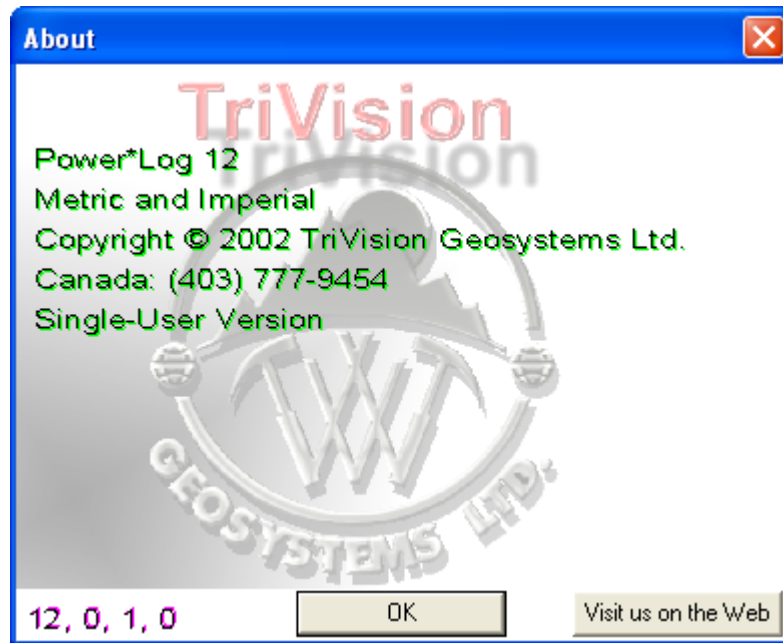 About
TriVision
Power*Log 12
Metric and Imperial
Copyright © 2002 TriVision Geosystems Ltd.
Canada: (403) 777-9454
Single-User Version
GEOSYSTEMS LTD.
12, 0, 1, 0
OK
Visit us on the Web